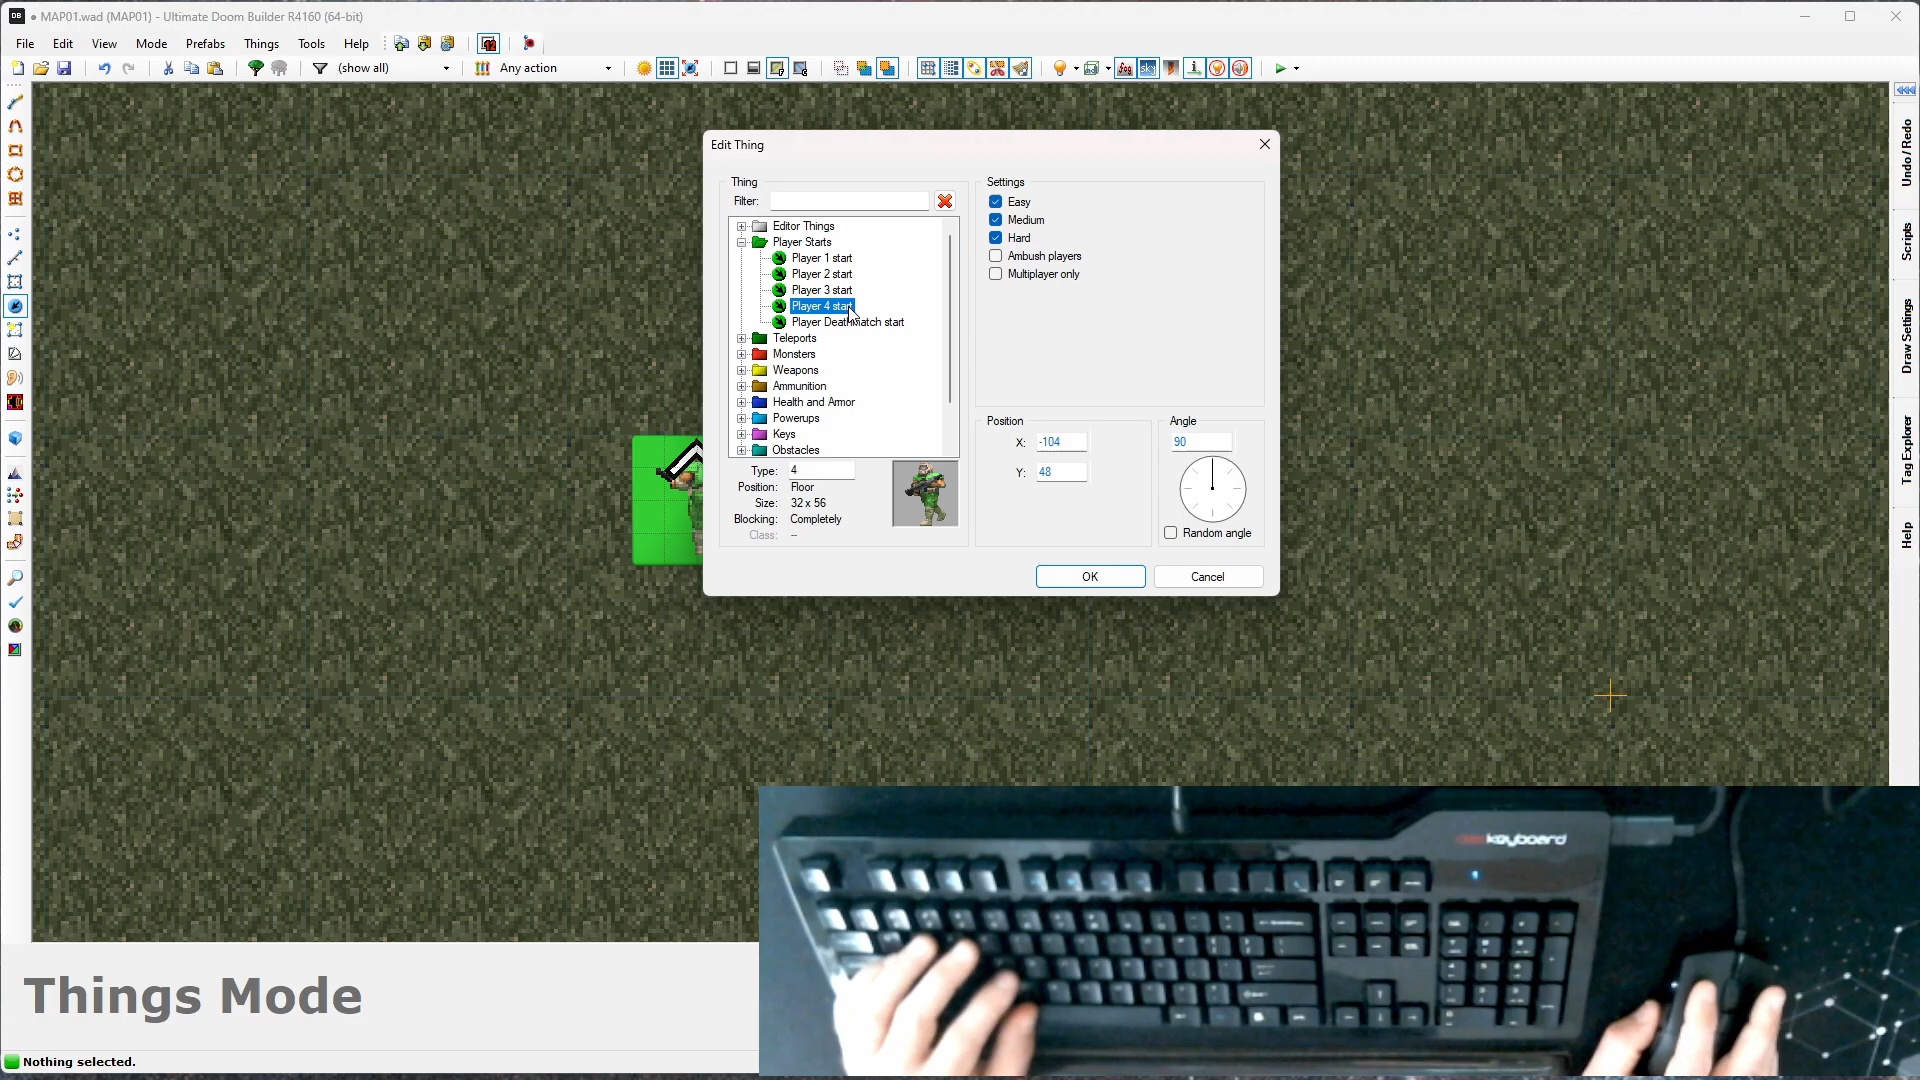 MAP01.wad (MAP01) - Ultimate Doom Builder R4160 (64-bit)
File Edit View Mode Prefabs Things Tools Help
(show all) Any action
Edit Thing
Thing
Filter:
Editor Things
Player Starts
Player 1 start
Player 2 start
Player 3 start
Player 4 start
Player Deathmatch start
Teleports
Monsters
Weapons
Ammunition
Health and Armor
Powerups
Keys
Obstacles
Type: 4
Position: Floor
Size: 32 x 56
Blocking: Completely
Class: --
Settings
Easy
Medium
Hard
Ambush players
Multiplayer only
Position
X: -104
Y: 48
Angle
90
Random angle
OK
Cancel
Undo / Redo
Scripts
Draw Settings
Tag Explorer
Help
Things Mode
Nothing selected.
keyboard